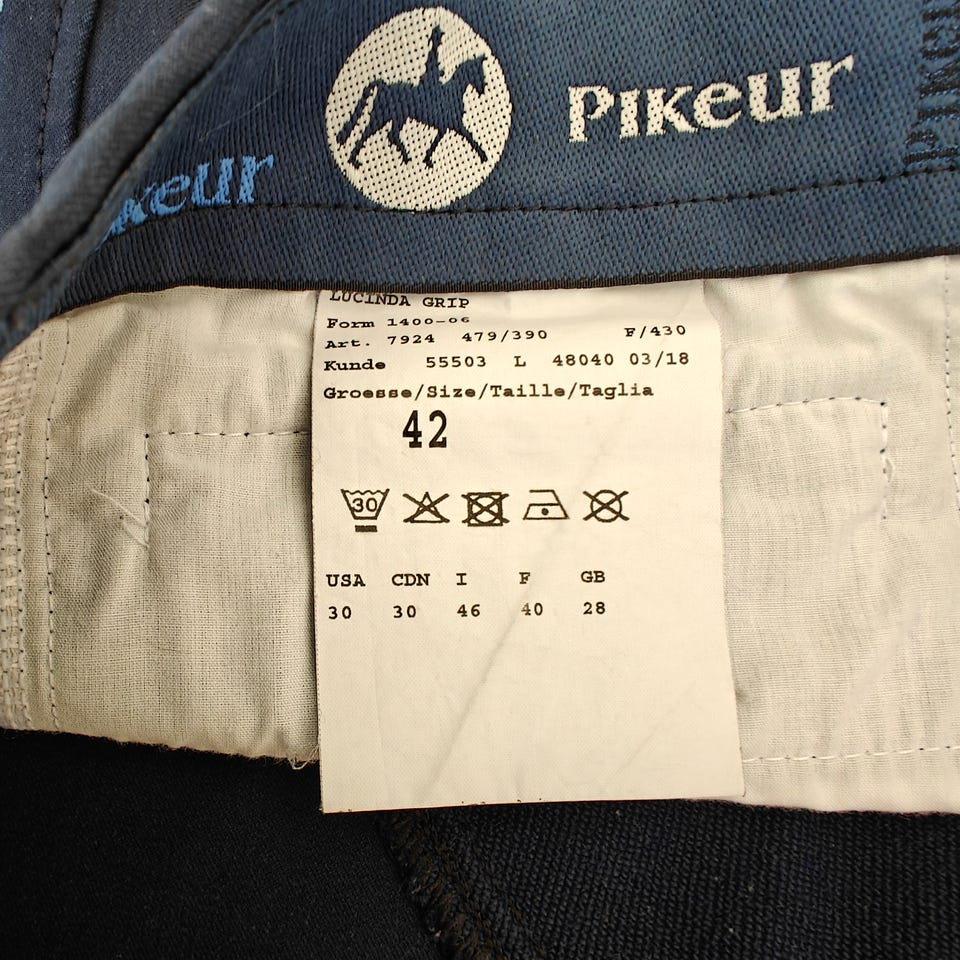 PIKeur
keur
LUCINDA GRIP
Form 1400-06
Art. 7924 479/390 F/430
Kunde 55503 L 48040 03/18
Groesse/Size/Taille/Taglia
42
30
USA CDN I F GB
30 30 46 40 28